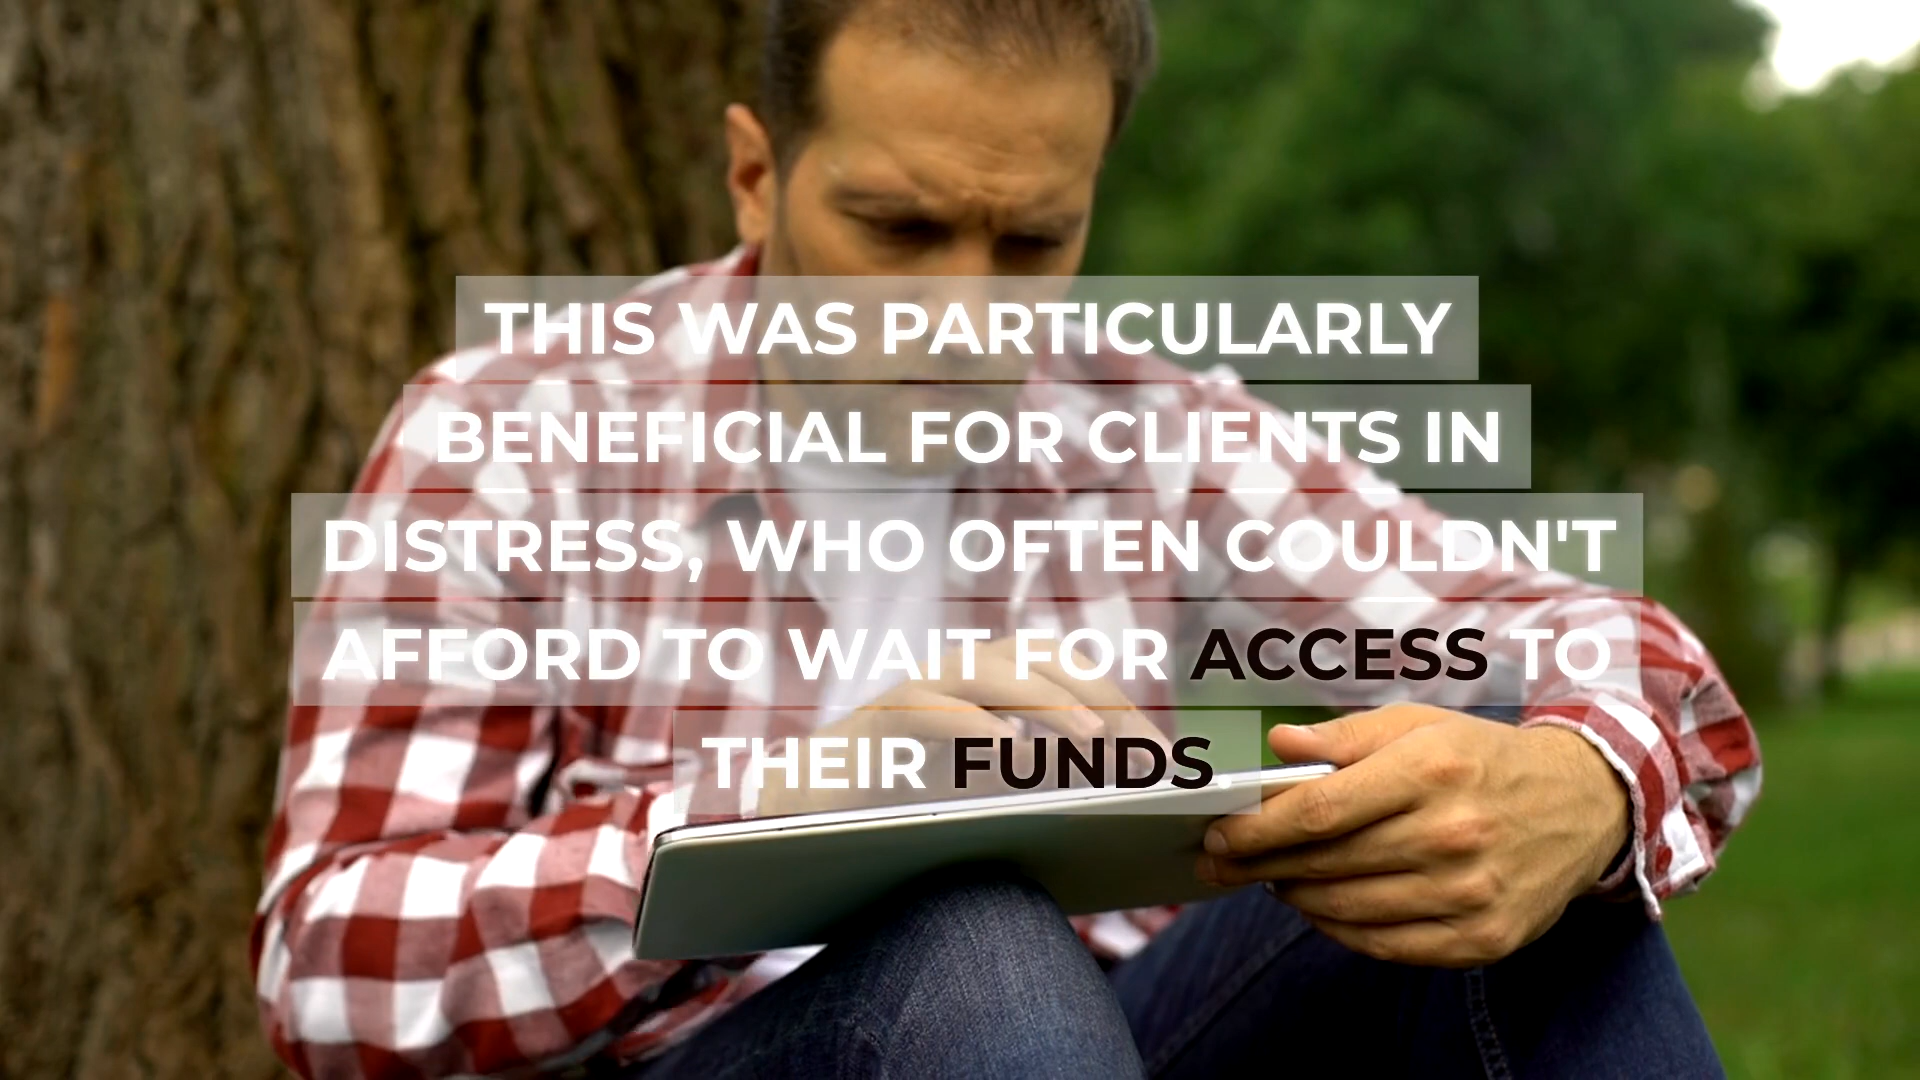 THIS WAS PARTICULARLY
BENEFICIAL FOR CLIENTS IN
DISTRESS, WHO OFTEN COULDN'T
AFFORD TO WAIT FOR ACCESS TO
THEIR FUNDS.